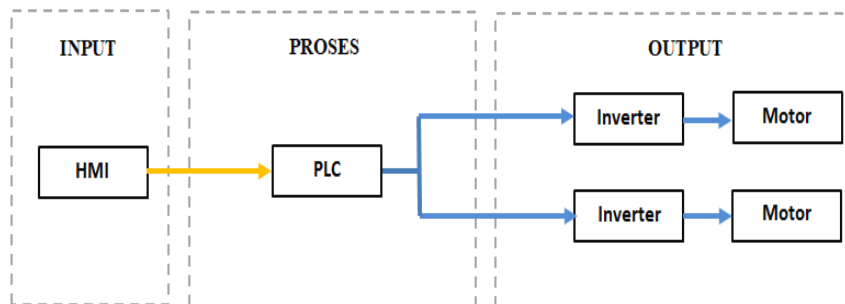 INPUT
PROSES
OUTPUT
HMI
PLC
Inverter
Motor
Inverter
Motor